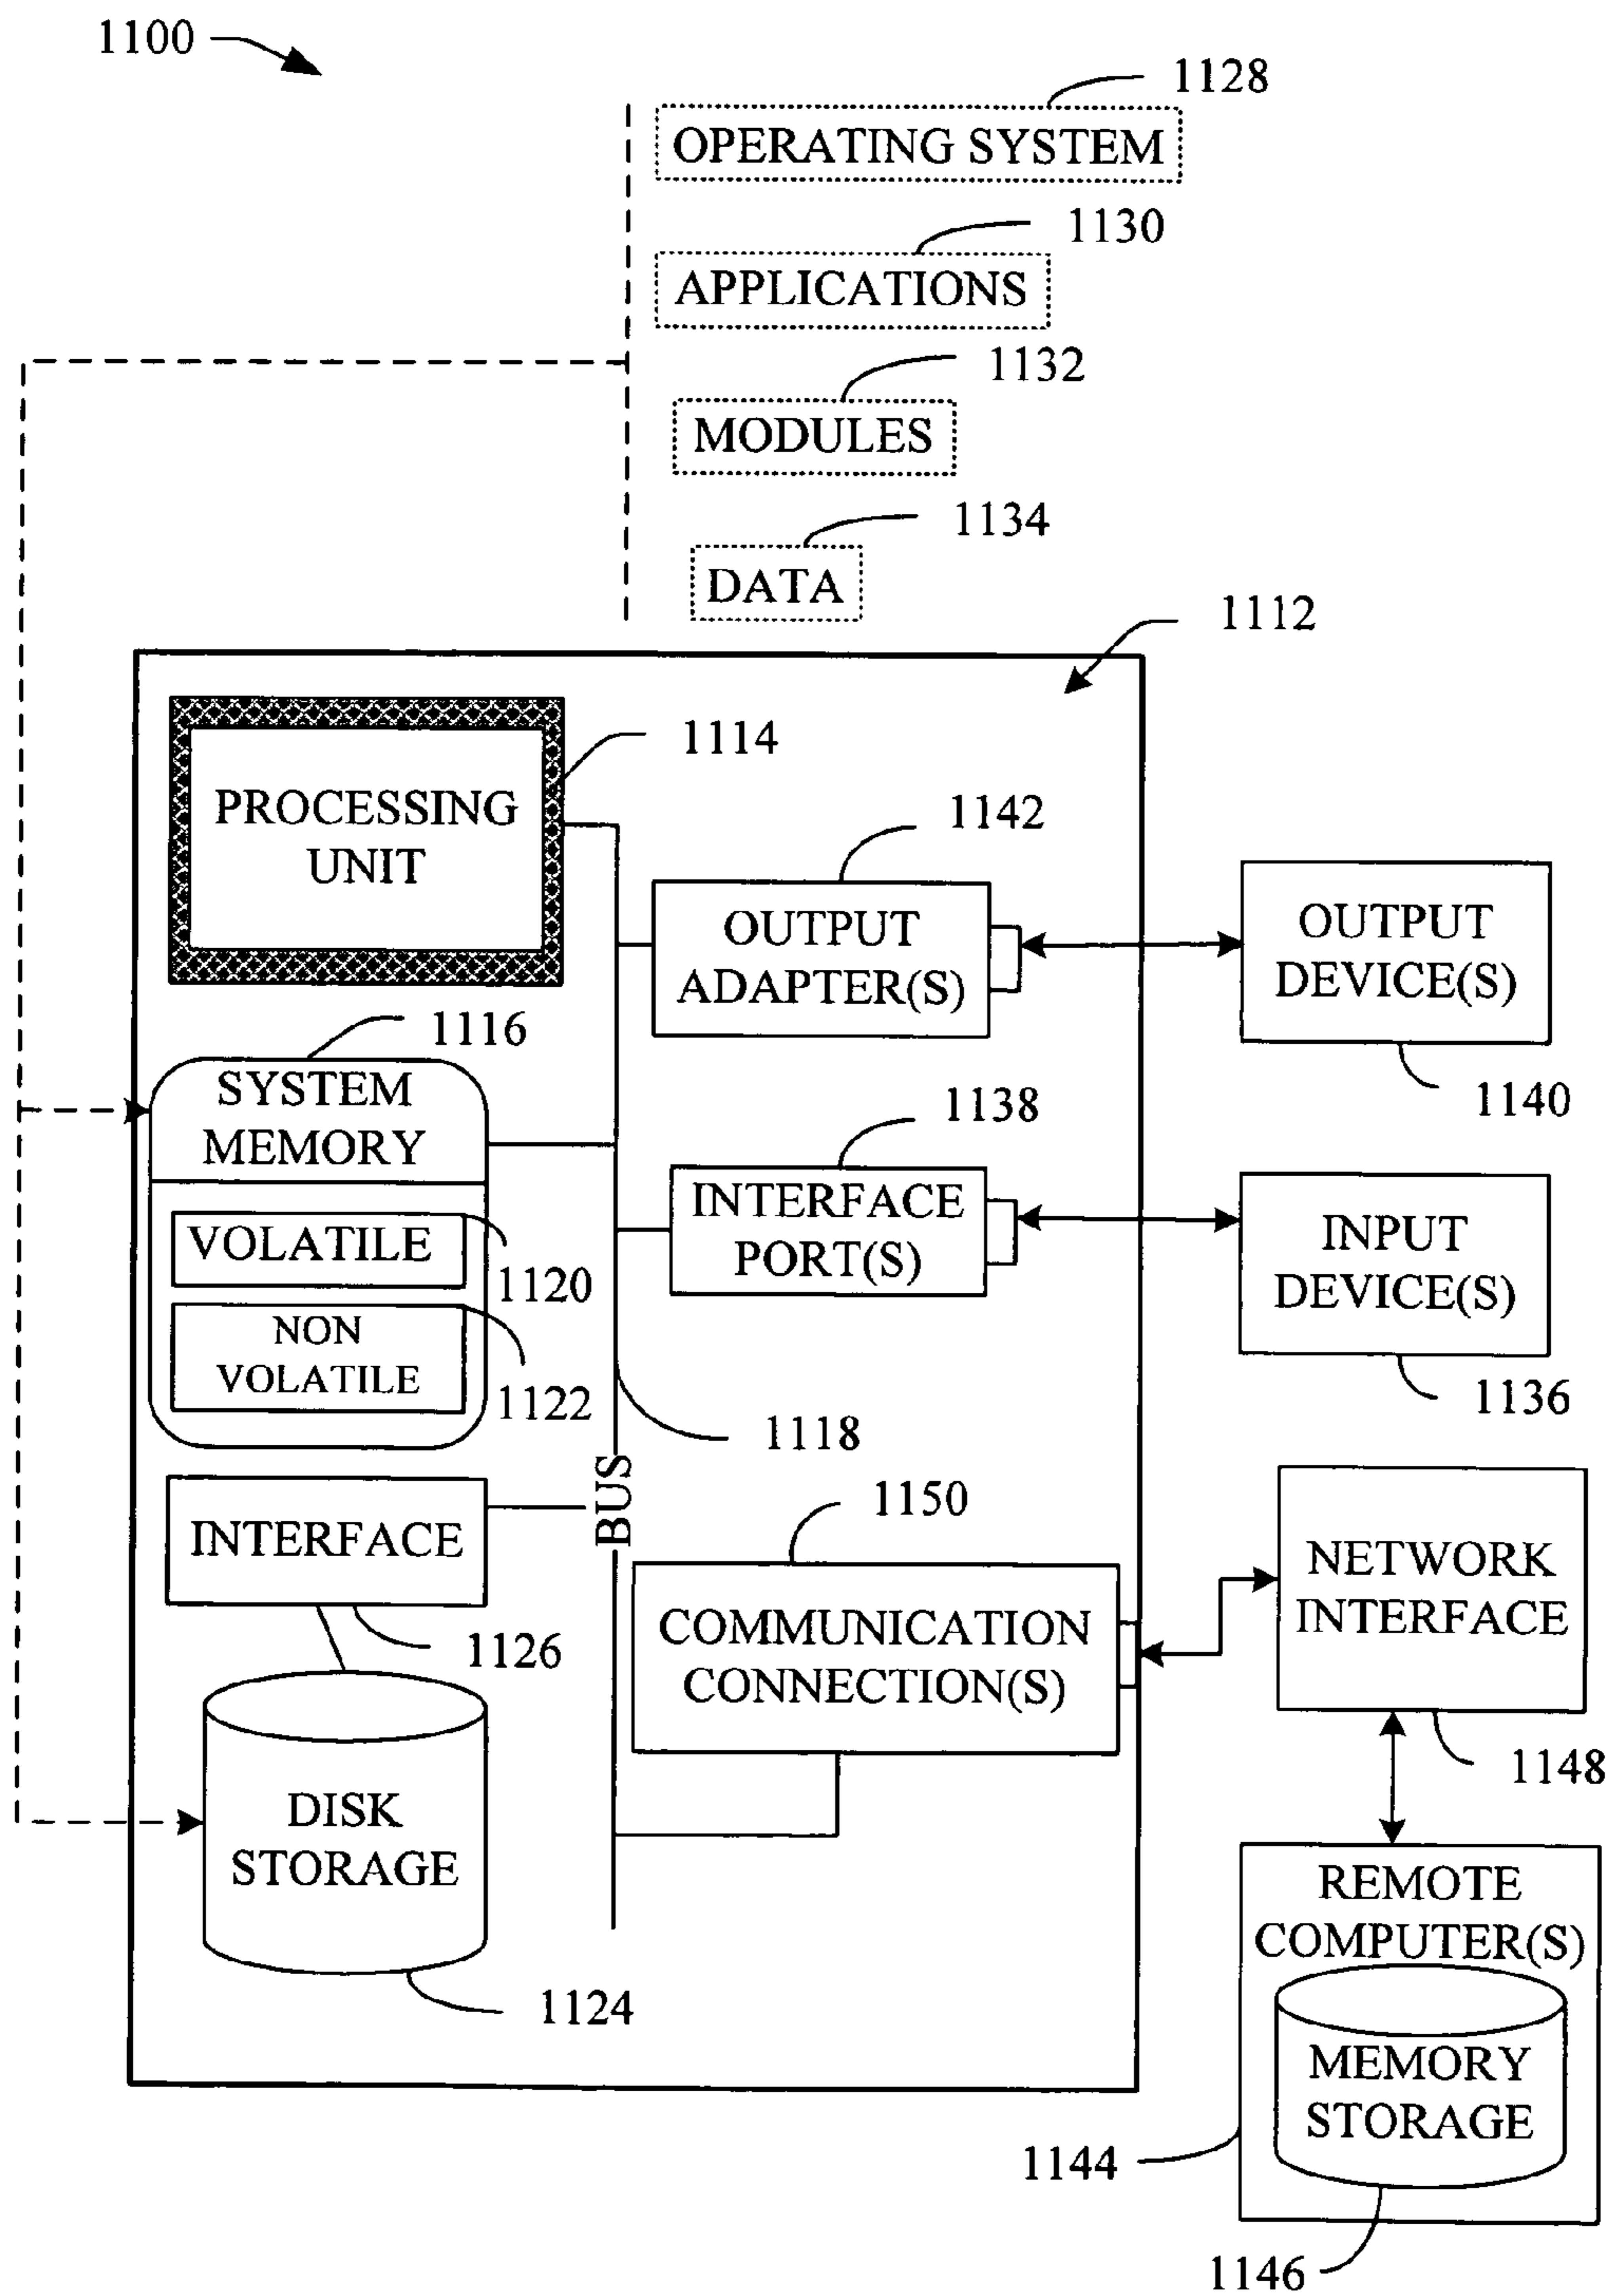 1100
1128
OPERATING SYSTEM
1130
APPLICATIONS
1132
MODULES
1134
DATA
1112
PROCESSING
UNIT
1114
1142
OUTPUT
ADAPTER(S)
OUTPUT
DEVICE(S)
1140
1116
SYSTEM
MEMORY
VOLATILE
1120
NON
VOLATILE
1122
1138
INTERFACE
PORT(S)
INPUT
DEVICE(S)
1136
1118
BUS
INTERFACE
1126
1150
COMMUNICATION
CONNECTION(S)
NETWORK
INTERFACE
1148
DISK
STORAGE
1124
REMOTE
COMPUTER(S)
MEMORY
STORAGE
1144
1146